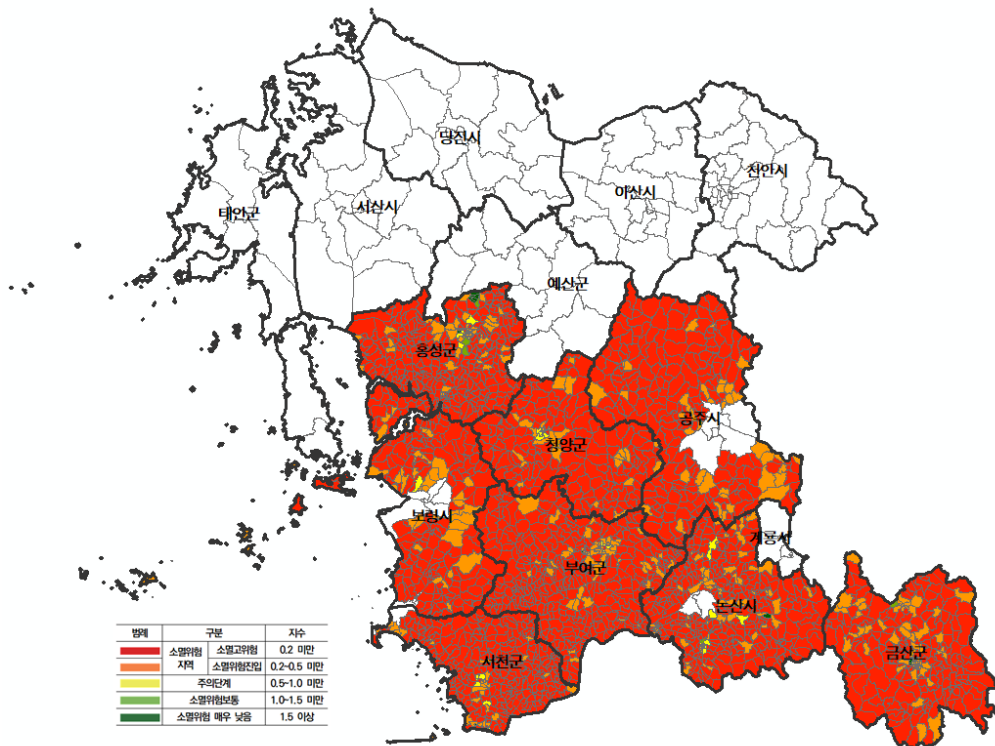 당진시
천안시
아산시
서산시
태안군
예산군
홍성군
공주시
청양군
보령시
계룡시
부여군
논산시
금산군
서천군
범례 구분 지수
소멸위험 지역 소멸고위험 0.2 미만
소멸위험진입 0.2-0.5 미만
주의단계 0.5-1.0 미만
소멸위험보통 1.0-1.5 미만
소멸위험 매우 낮음 1.5 이상